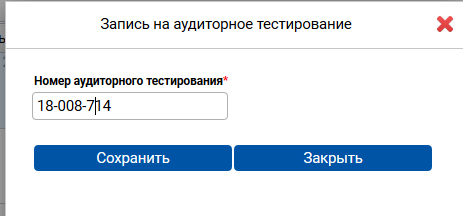 Запись на аудиторное тестирование
Номер аудиторного тестирования*
18-008-714
Сохранить Закрыть